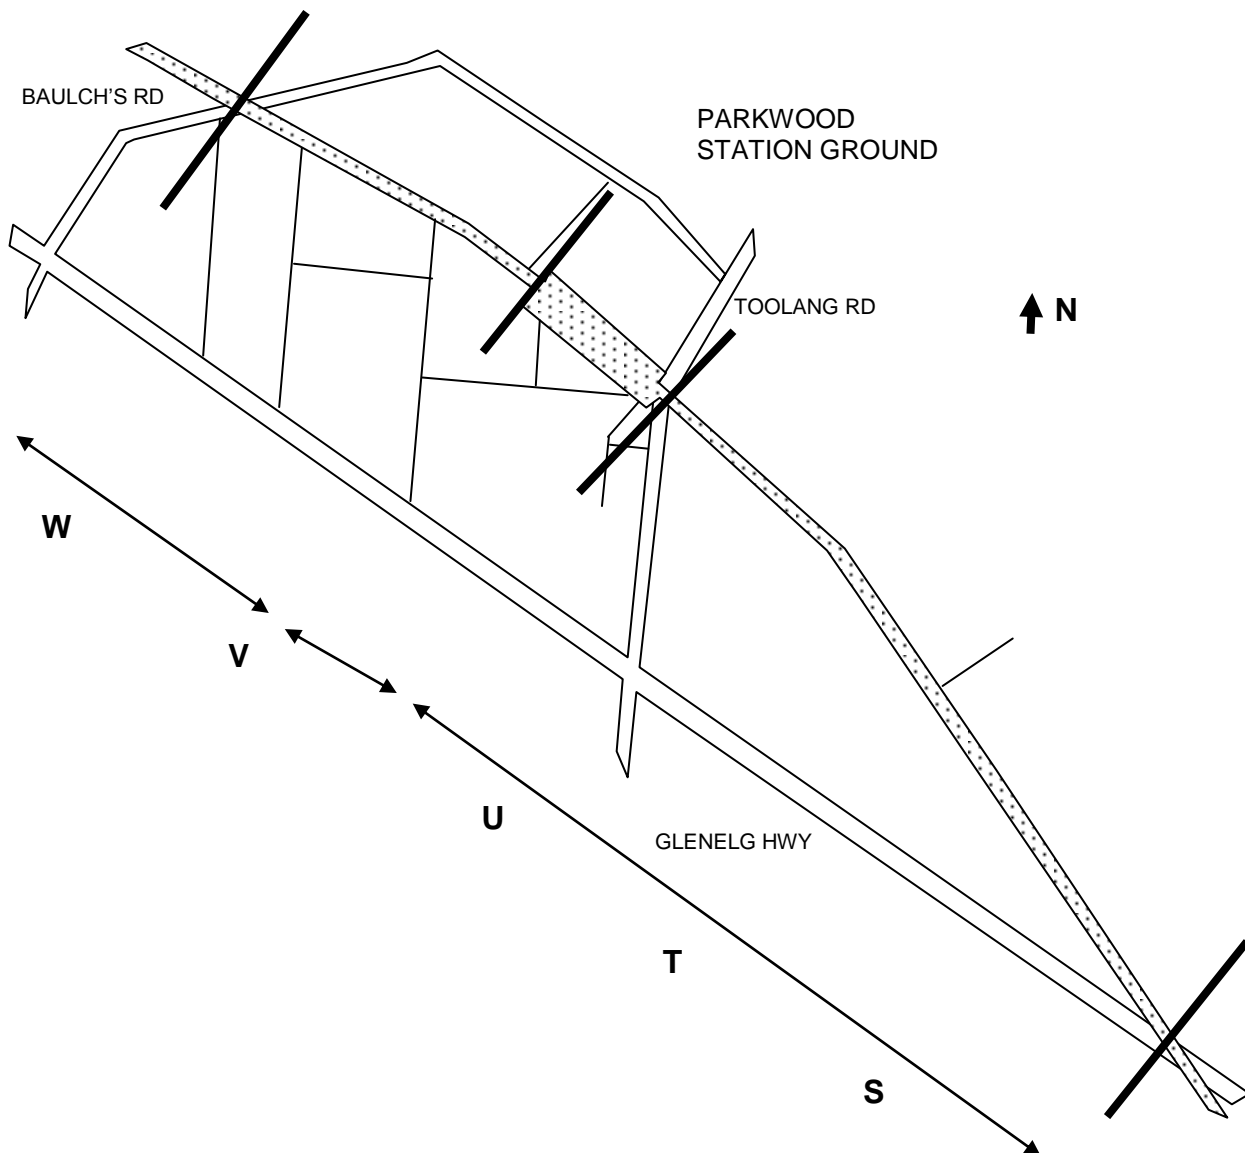 BAULCH'S RD
PARKWOOD
STATION GROUND
TOOLANG RD
N
W
V
U
GLENELG HWY
T
S